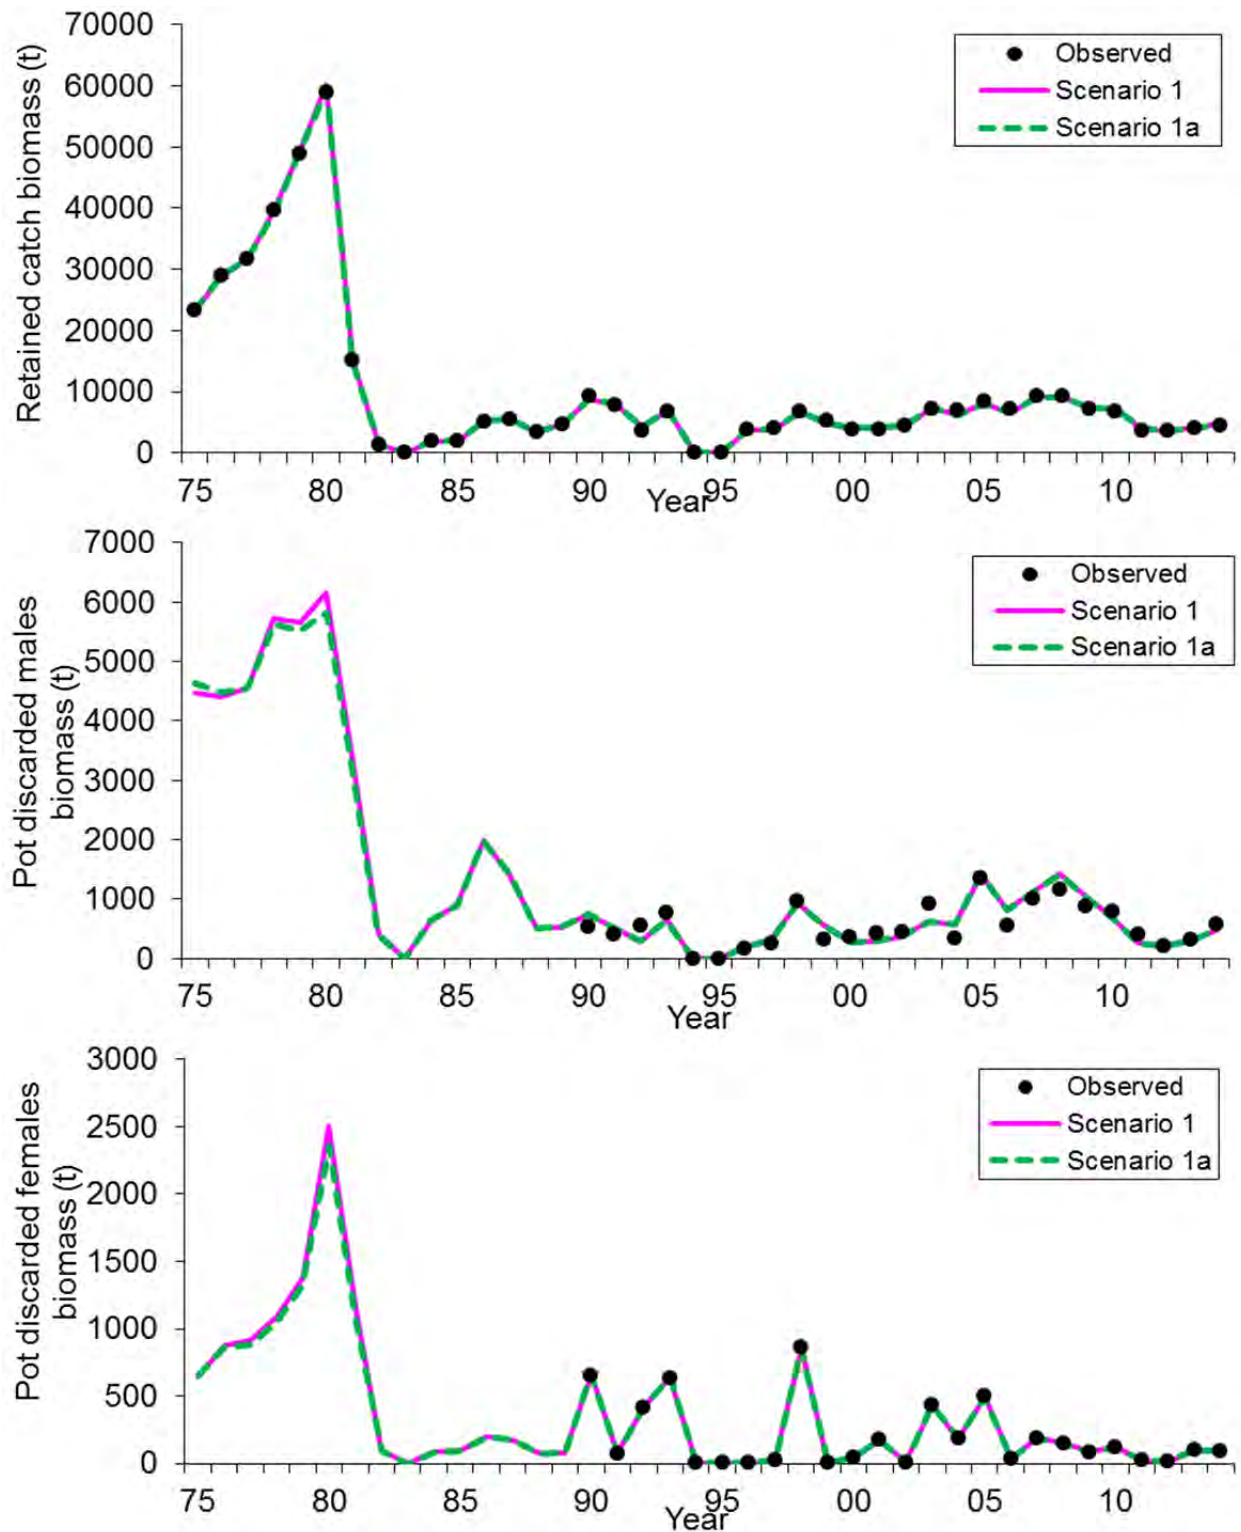 70000
60000
50000
40000
30000
20000
10000
0
Retained catch biomass (t)
Observed
Scenario 1
Scenario 1a
75 80 85 90 95 00 05 10
Year
7000
6000
5000
4000
3000
2000
1000
0
Pot discarded males
biomass (t)
Observed
Scenario 1
Scenario 1a
75 80 85 90 95 00 05 10
Year
3000
2500
2000
1500
1000
500
0
Pot discarded females
biomass (t)
Observed
Scenario 1
Scenario 1a
75 80 85 90 95 00 05 10
Year